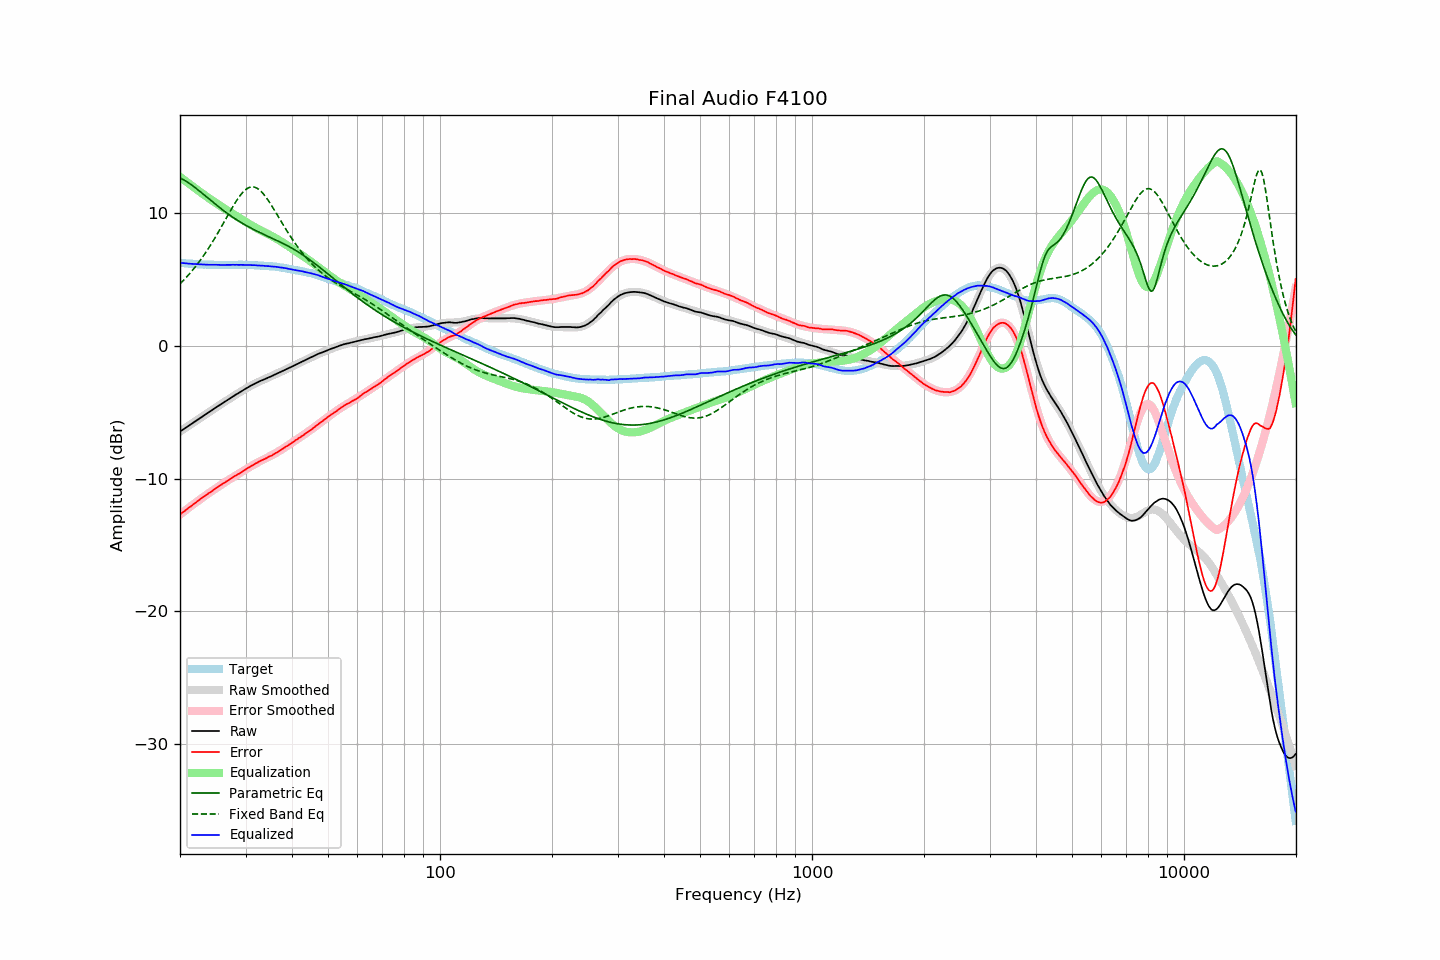 Final Audio F4100
Amplitude (dBr)
10
0
−10
−20
−30
Target
Raw Smoothed
Error Smoothed
Raw
Error
Equalization
Parametric Eq
Fixed Band Eq
Equalized
100
1000
10000
Frequency (Hz)